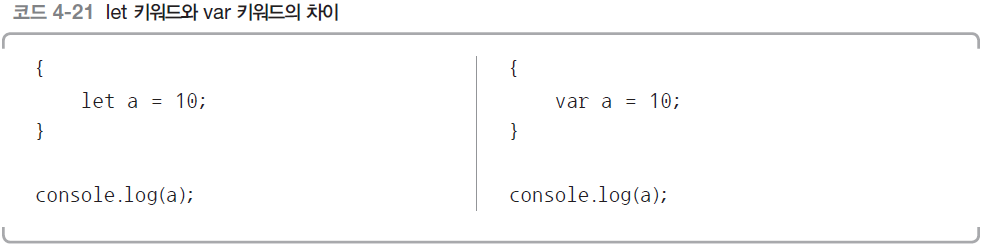 코드 4-21 let 키워드와 var 키워드의 차이
{
    let a = 10;
}
console.log(a);
{
    var a = 10;
}
console.log(a);